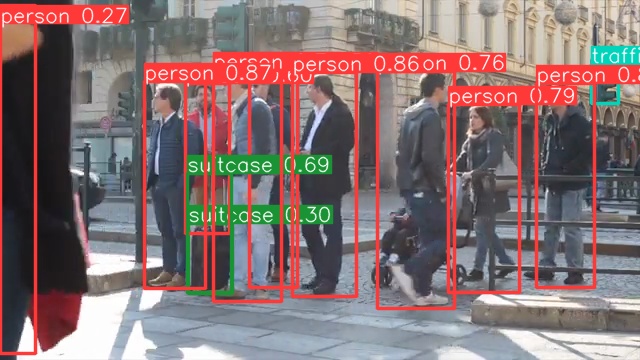 person 0.27
person
person 0.87
person 0.86
on 0.76
person 0.8
traffi
person 0.79
suitcase 0.69
suitcase 0.30